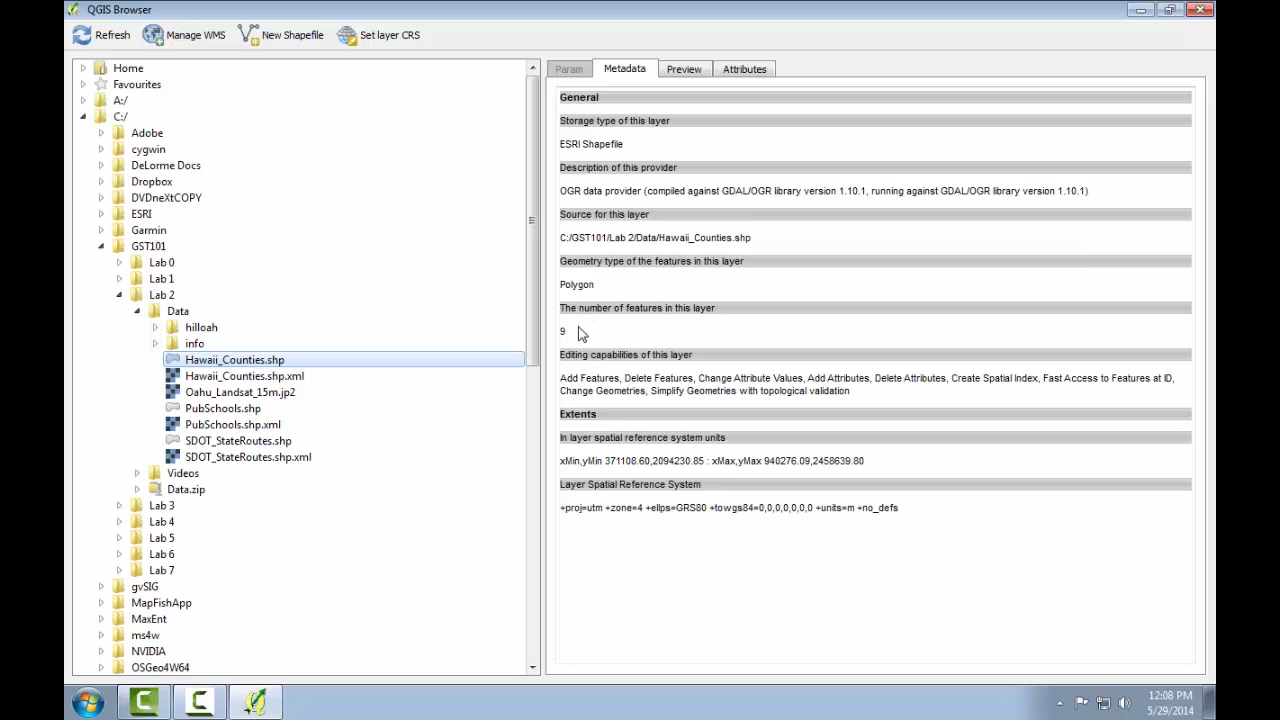 QGIS Browser
Refresh Manage WMS New Shapefile Set layer CRS
Home
Favourites
A:/
C:/
Adobe
cygwin
DeLorme Docs
Dropbox
DVDneXtCOPY
ESRI
Garmin
GST101
Lab 0
Lab 1
Lab 2
Data
hilloah
info
Hawaii_Counties.shp
Hawaii_Counties.shp.xml
Oahu_Landsat_15m.jp2
PubSchools.shp
PubSchools.shp.xml
SDOT_StateRoutes.shp
SDOT_StateRoutes.shp.xml
Videos
Data.zip
Lab 3
Lab 4
Lab 5
Lab 6
Lab 7
gvSIG
MapFishApp
MaxEnt
ms4w
NVIDIA
OSGeo4W64
Param Metadata Preview Attributes
General
Storage type of this layer
ESRI Shapefile
Description of this provider
OGR data provider (compiled against GDAL/OGR library version 1.10.1, running against GDAL/OGR library version 1.10.1)
Source for this layer
C:/GST101/Lab 2/Data/Hawaii_Counties.shp
Geometry type of the features in this layer
Polygon
The number of features in this layer
9
Editing capabilities of this layer
Add Features, Delete Features, Change Attribute Values, Add Attributes, Delete Attributes, Create Spatial Index, Fast Access to Features at ID,
Change Geometries, Simplify Geometries with topological validation
Extents
In layer spatial reference system units
xMin,yMin 371108.60,2094230.85 : xMax,yMax 940276.09,2458639.80
Layer Spatial Reference System
+proj=utm +zone=4 +ellps=GRS80 +towgs84=0,0,0,0,0,0,0 +units=m +no_defs
12:08 PM
5/29/2014